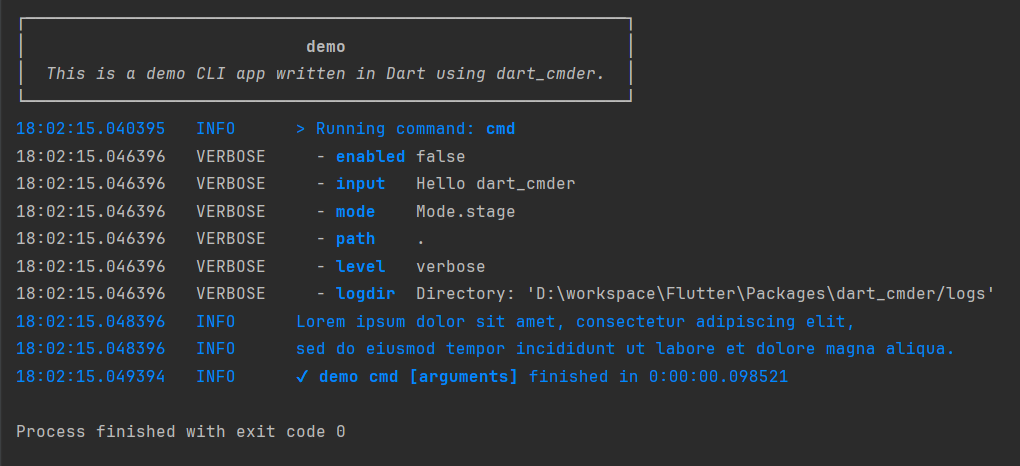 demo
This is a demo CLI app written in Dart using dart_cmder.
18:02:15.040395 INFO > Running command: cmd
18:02:15.046396 VERBOSE - enabled false
18:02:15.046396 VERBOSE - input Hello dart_cmder
18:02:15.046396 VERBOSE - mode Mode.stage
18:02:15.046396 VERBOSE - path .
18:02:15.046396 VERBOSE - level verbose
18:02:15.046396 VERBOSE - logdir Directory: 'D:\workspace\Flutter\Packages\dart_cmder/logs'
18:02:15.048396 INFO Lorem ipsum dolor sit amet, consectetur adipiscing elit,
18:02:15.048396 INFO sed do eiusmod tempor incididunt ut labore et dolore magna aliqua.
18:02:15.049394 INFO ✓ demo cmd [arguments] finished in 0:00:00.098521
Process finished with exit code 0